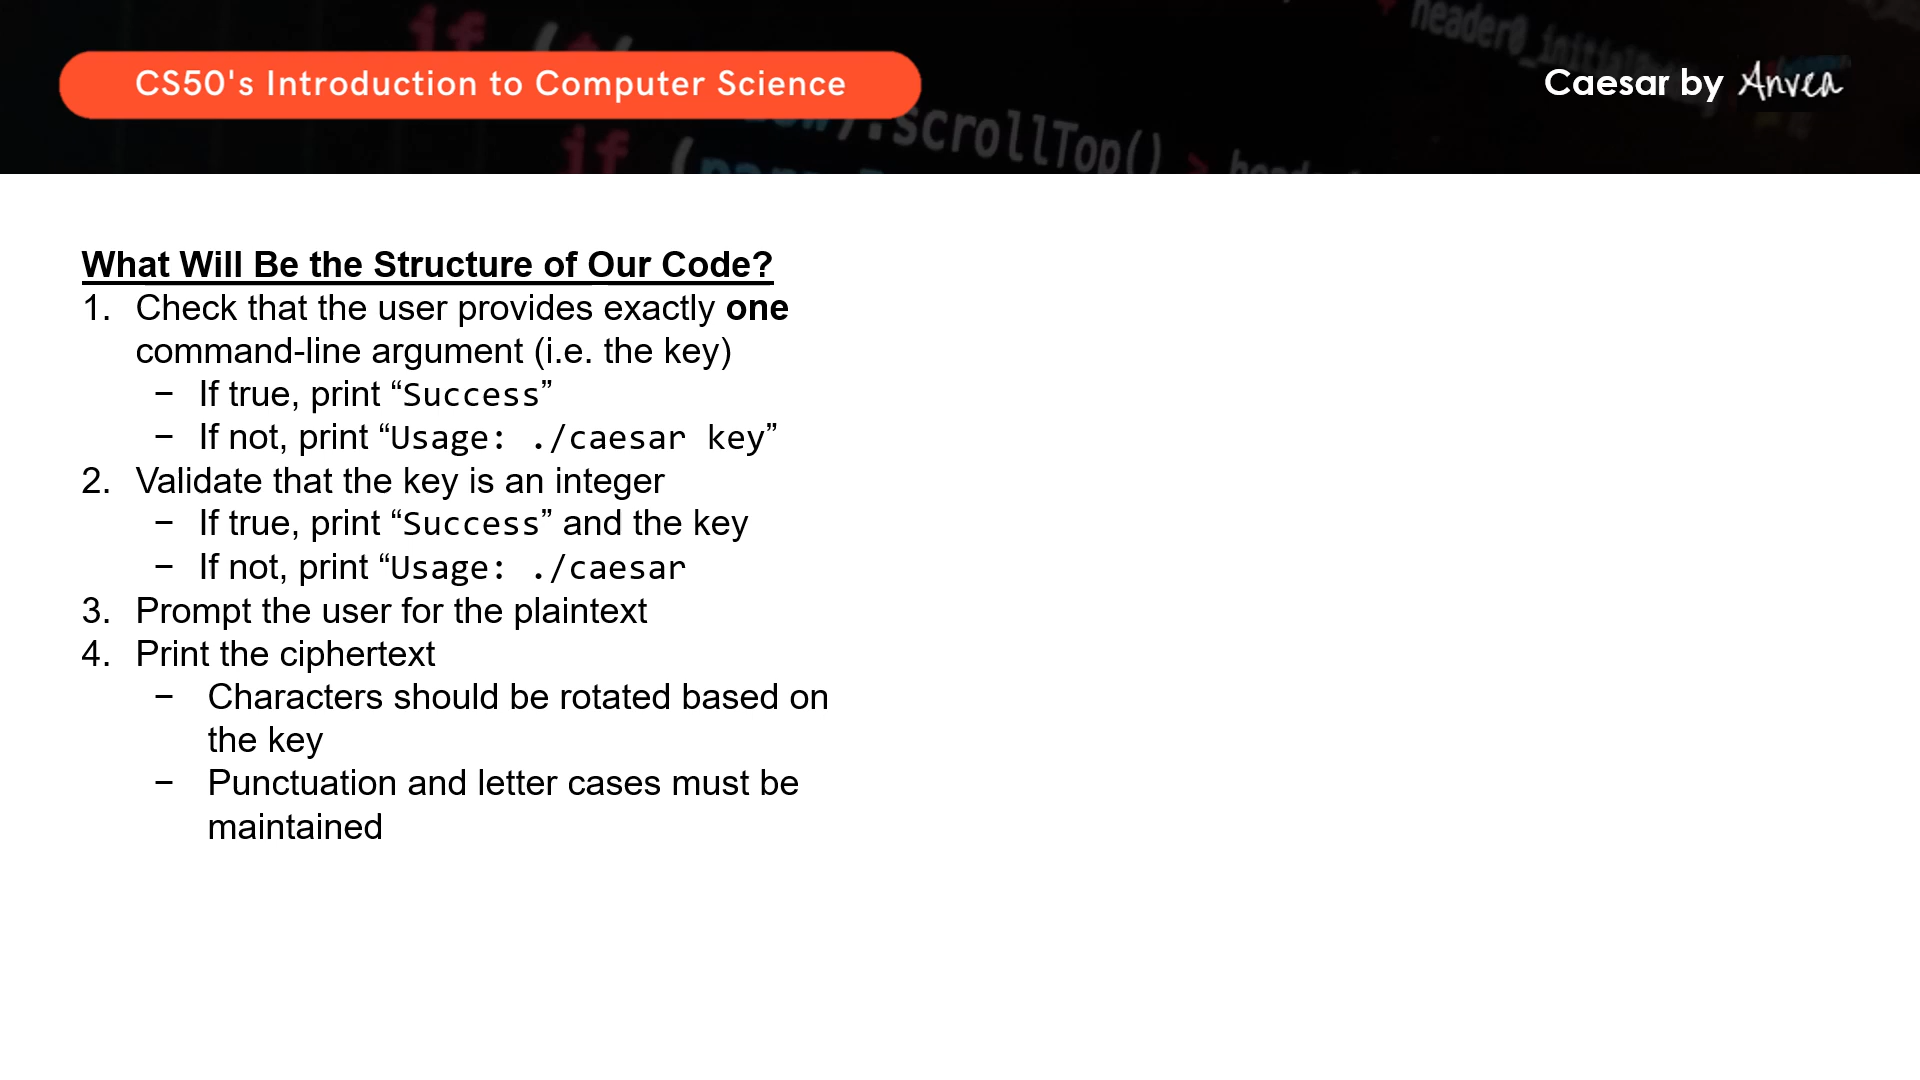 if (
header
CS50's Introduction to Computer Science
Caesar by Anvea
.scrollTop() >
if (
What Will Be the Structure of Our Code?
1. Check that the user provides exactly one
command-line argument (i.e. the key)
− If true, print “Success”
− If not, print “Usage: ./caesar key”
2. Validate that the key is an integer
− If true, print “Success” and the key
− If not, print “Usage: ./caesar
3. Prompt the user for the plaintext
4. Print the ciphertext
− Characters should be rotated based on
the key
− Punctuation and letter cases must be
maintained